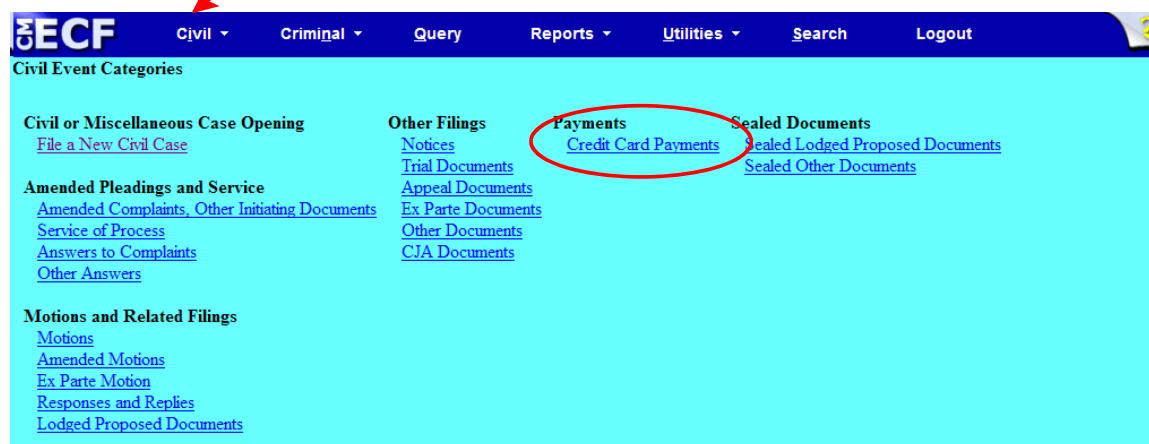 CM ECF Civil Criminal Query Reports Utilities Search Logout
Civil Event Categories
Civil or Miscellaneous Case Opening
File a New Civil Case
Amended Pleadings and Service
Amended Complaints, Other Initiating Documents
Service of Process
Answers to Complaints
Other Answers
Motions and Related Filings
Motions
Amended Motions
Ex Parte Motion
Responses and Replies
Lodged Proposed Documents
Other Filings
Notices
Trial Documents
Appeal Documents
Ex Parte Documents
Other Documents
CJA Documents
Payments
Credit Card Payments
Sealed Documents
Sealed Lodged Proposed Documents
Sealed Other Documents